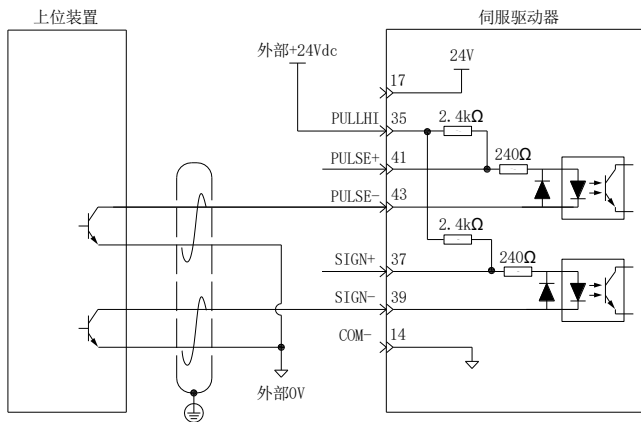 上位装置
伺服驱动器
外部+24Vdc
24V
17
PULLHI 35
2.4kΩ
PULSE+ 41
240Ω
PULSE- 43
2.4kΩ
SIGN+ 37
240Ω
SIGN- 39
COM- 14
外部0V